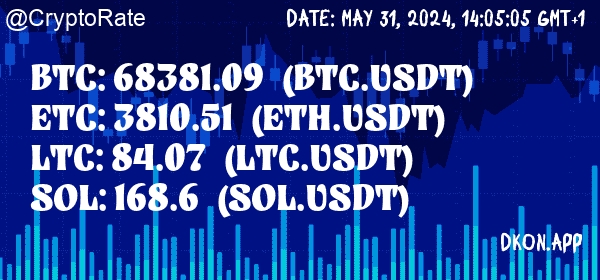 @CryptoRate
DATE: MAY 31, 2024, 14:05:05 GMT+1
BTC: 68381.09 (BTC.USDT)
ETC: 3810.51 (ETH.USDT)
LTC: 84.07 (LTC.USDT)
SOL: 168.6 (SOL.USDT)
DKON.APP